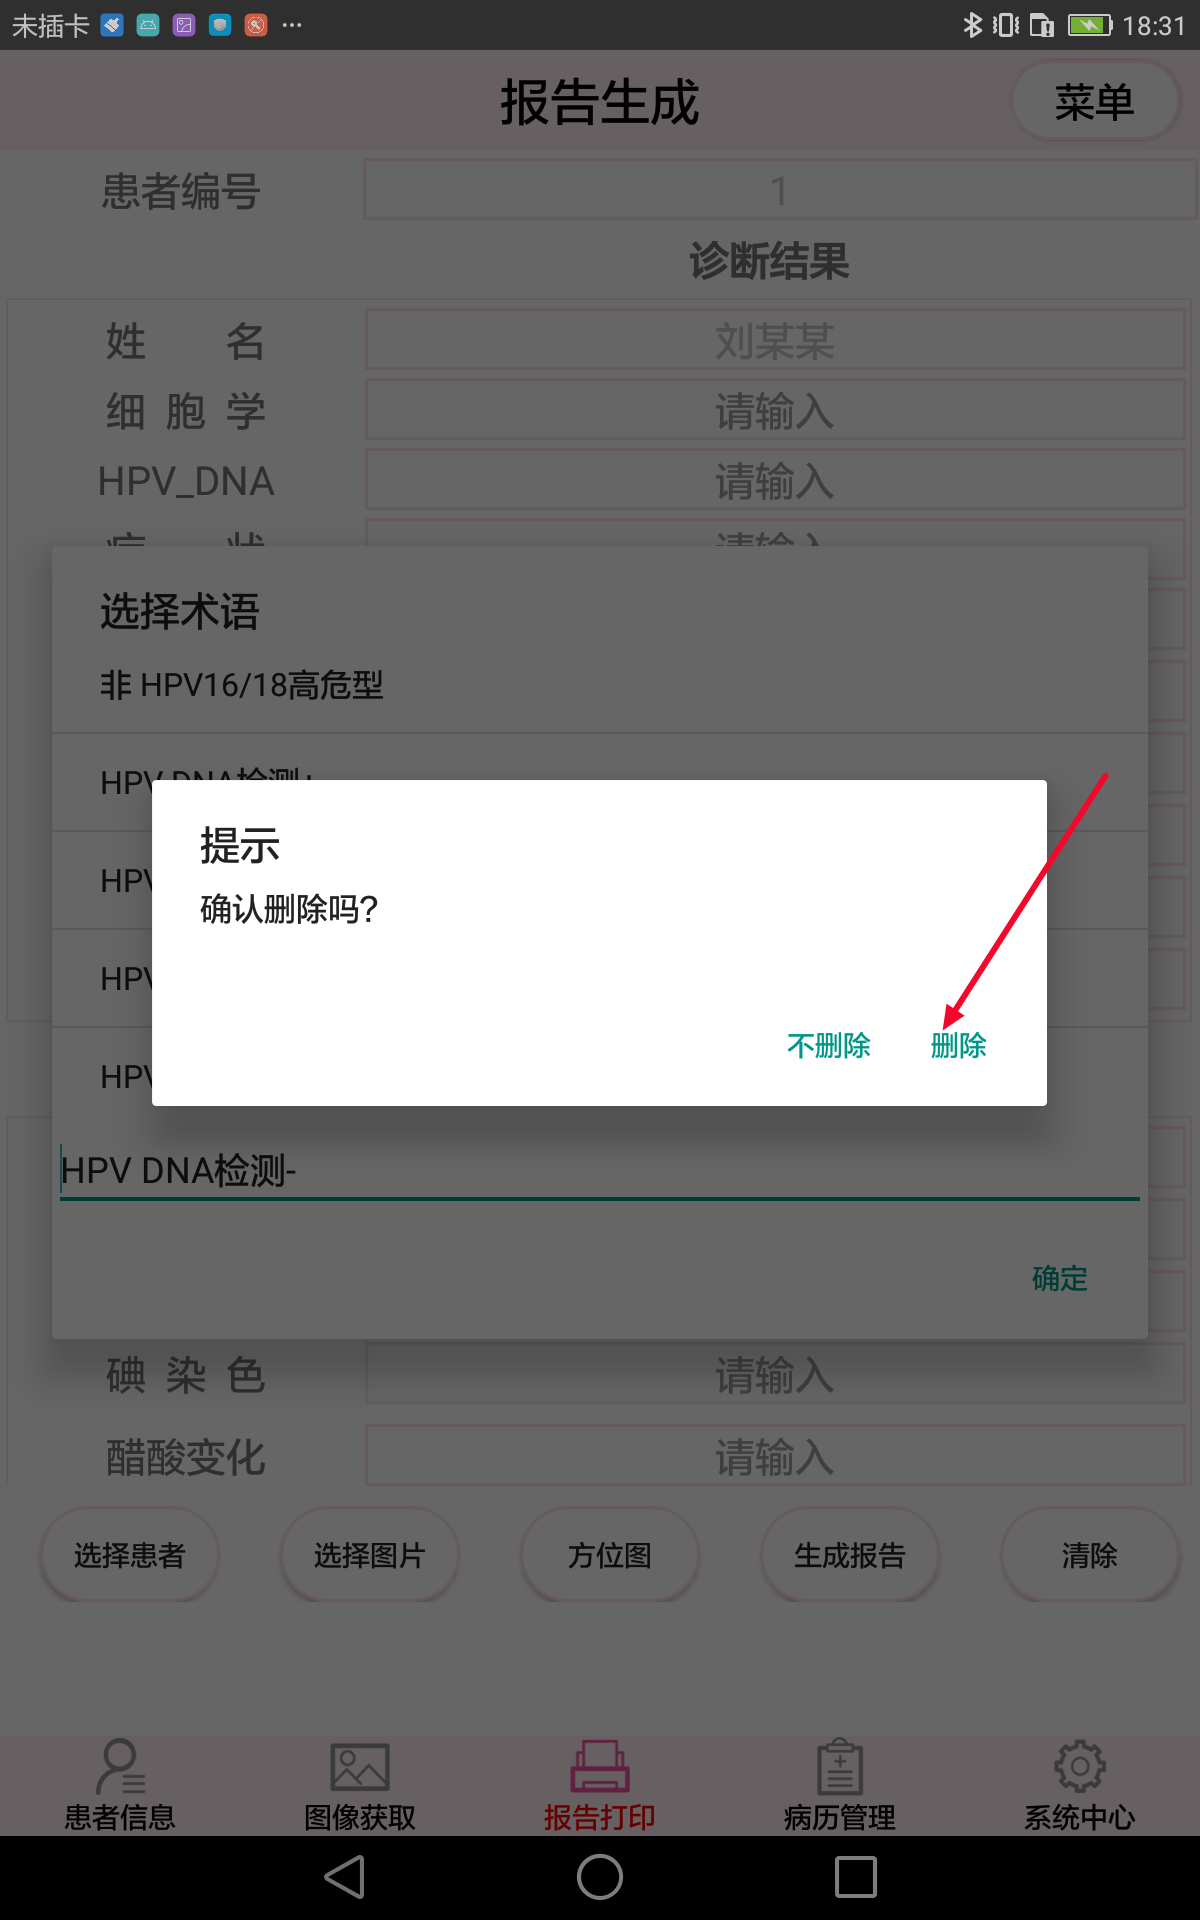 未插卡 ... 18:31
报告生成 菜单
患者编号 1
诊断结果
姓 名 刘某某
细 胞 学 请输入
HPV_DNA 请输入
症 状 请输入
选择术语
非 HPV16/18高危型
HPV DNA检测+
HPV
HPV
HPV
提示
确认删除吗?
不删除 删除
HPV DNA检测-
确定
碘 染 色 请输入
醋酸变化 请输入
选择患者 选择图片 方位图 生成报告 清除
患者信息 图像获取 报告打印 病历管理 系统中心